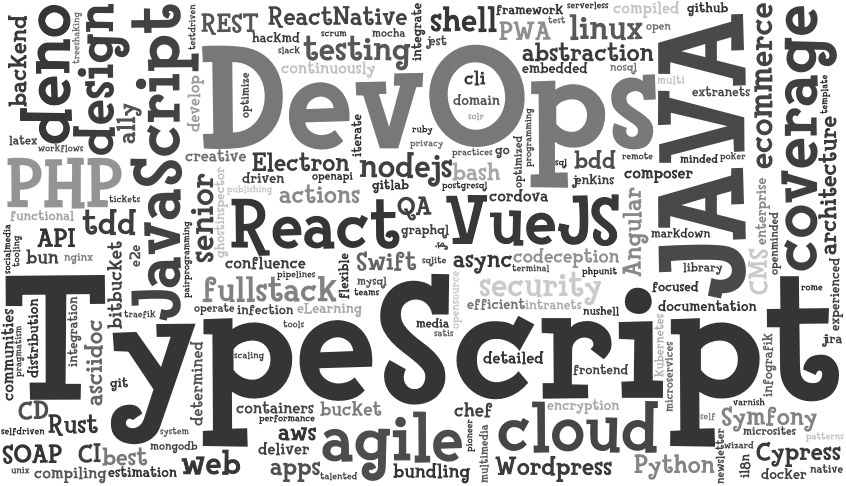 backend
treeshaking
deno
design
a11y
JavaScript
testdriven
develop
REST
hackmd
slack
ReactNative
scrum
mocha
testing
continuously
integrate
jest
shell
framework
test
serverless
PWA
linux
compiled
open
github
abstraction
embedded
nosql
multi
extranets
JAVA
ecommerce
coverage
template
latex
workflows
optimize
DevOps
cli
domain
solr
iterate
ruby
privacy
practices
go
optimized
programming
sql
bdd
jenkins
remote
minded
poker
composer
architecture
creative
PHP
functional
tickets
tdd
API
bun
nginx
socialmedia
tooling
Electron
driven
openapi
publishing
ghostinspector
senior
pairprogramming
actions
nodejs
gitlab
bash
postgresql
cordova
React
QA
graphql
sqlite
VueJS
Angular
markdown
CMS
enterprise
openminded
experienced
bitbucket
e2e
traefik
confluence
pipelines
flexible
Swift
mysql
teams
async
codeception
terminal
phpunit
library
focused
documentation
rome
jira
fullstack
operate
infection
eLearning
tools
security
efficient
intranets
nushell
opensource
media
satis
TypeScript
communities
pragmatism
distribution
integration
asciidoc
git
determined
scaling
detailed
frontend
Kubernetes
microservices
infografik
varnish
CD
Rust
selfdriven
SOAP
CI
best
system
mongodb
unix
compiling
estimation
web
containers
performance
bucket
aws
deliver
apps
talented
agile
bundling
chef
pioneer
multimedia
cloud
encryption
Wordpress
Python
self
Symfony
newsletter
wizard
microsites
patterns
i18n
Cypress
docker
native